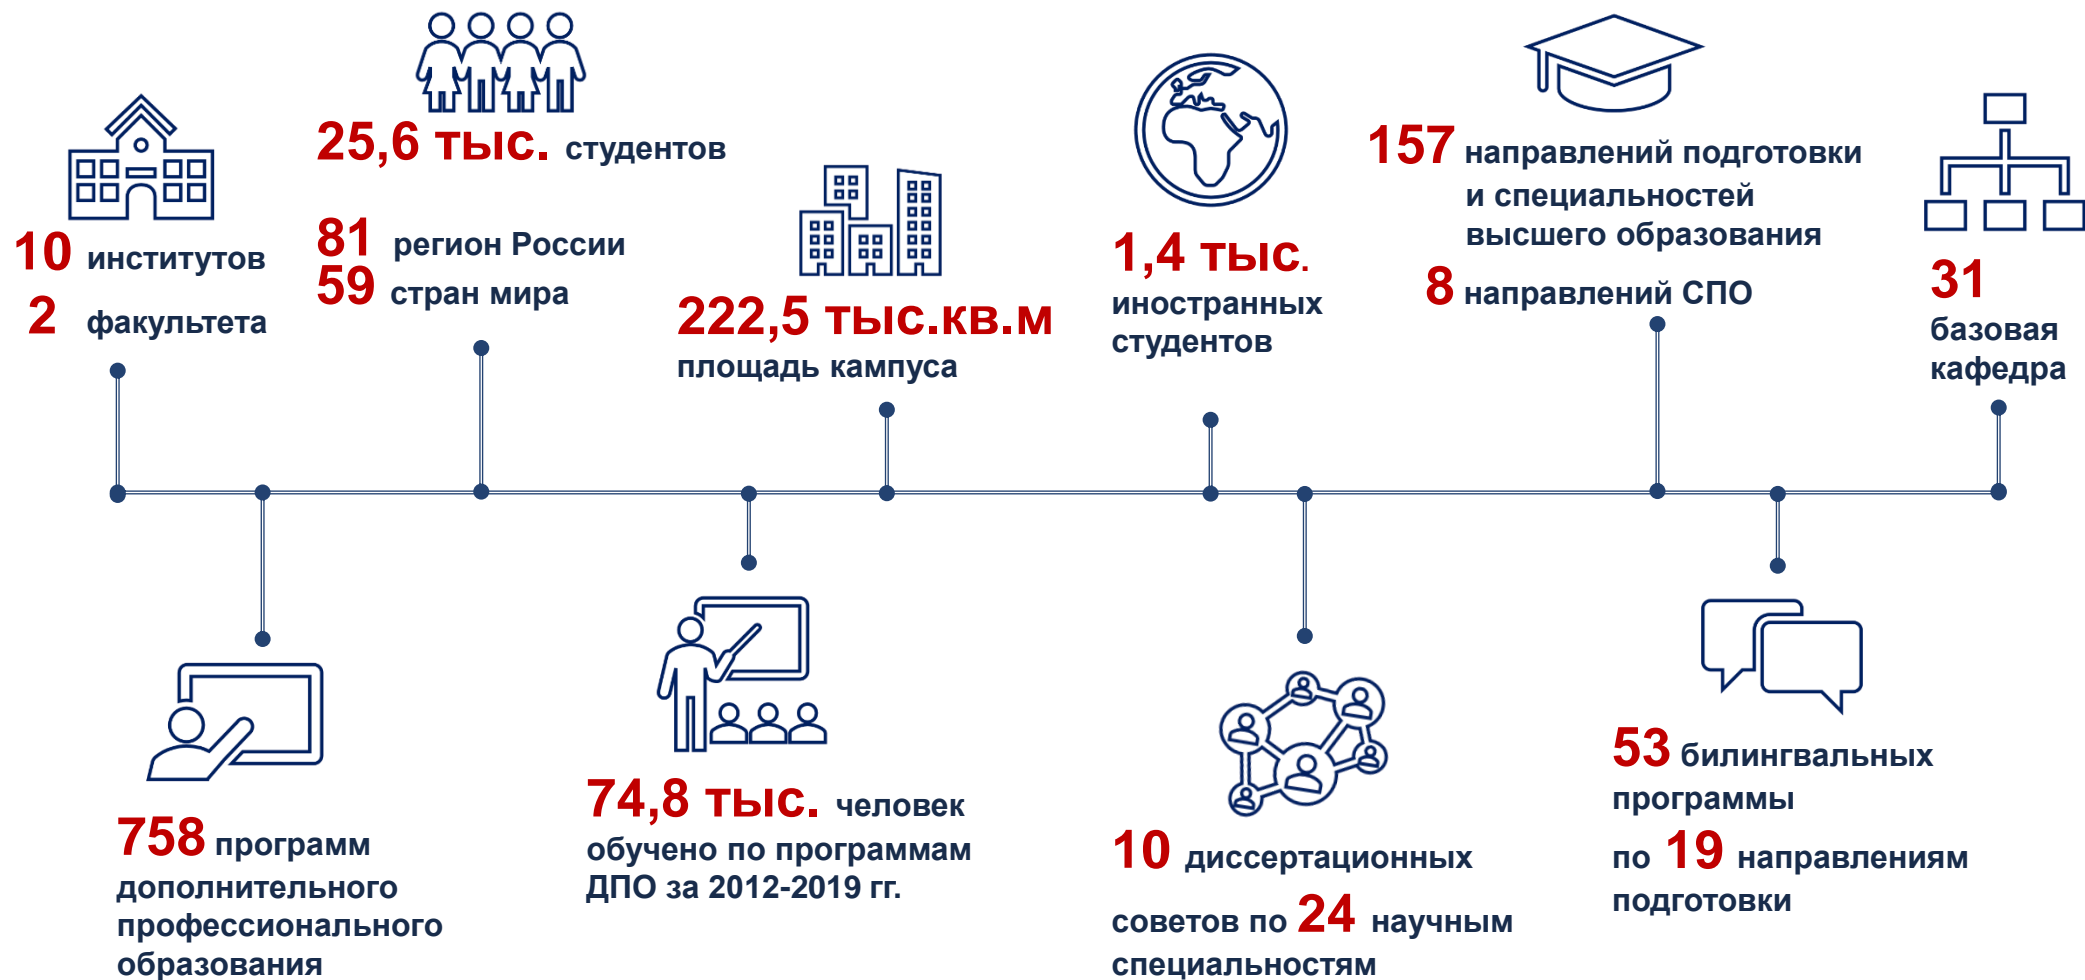 10 институтов
2 факультета
25,6 тыс. студентов
81 регион России
59 стран мира
222,5 тыс.кв.м
площадь кампуса
1,4 тыс.
иностранных
студентов
157 направлений подготовки
и специальностей
высшего образования
8 направлений СПО
31
базовая
кафедра
758 программ
дополнительного
профессионального
образования
74,8 тыс. человек
обучено по программам
ДПО за 2012-2019 гг.
10 диссертационных
советов по 24 научным
специальностям
53 билингвальных
программы
по 19 направлениям
подготовки